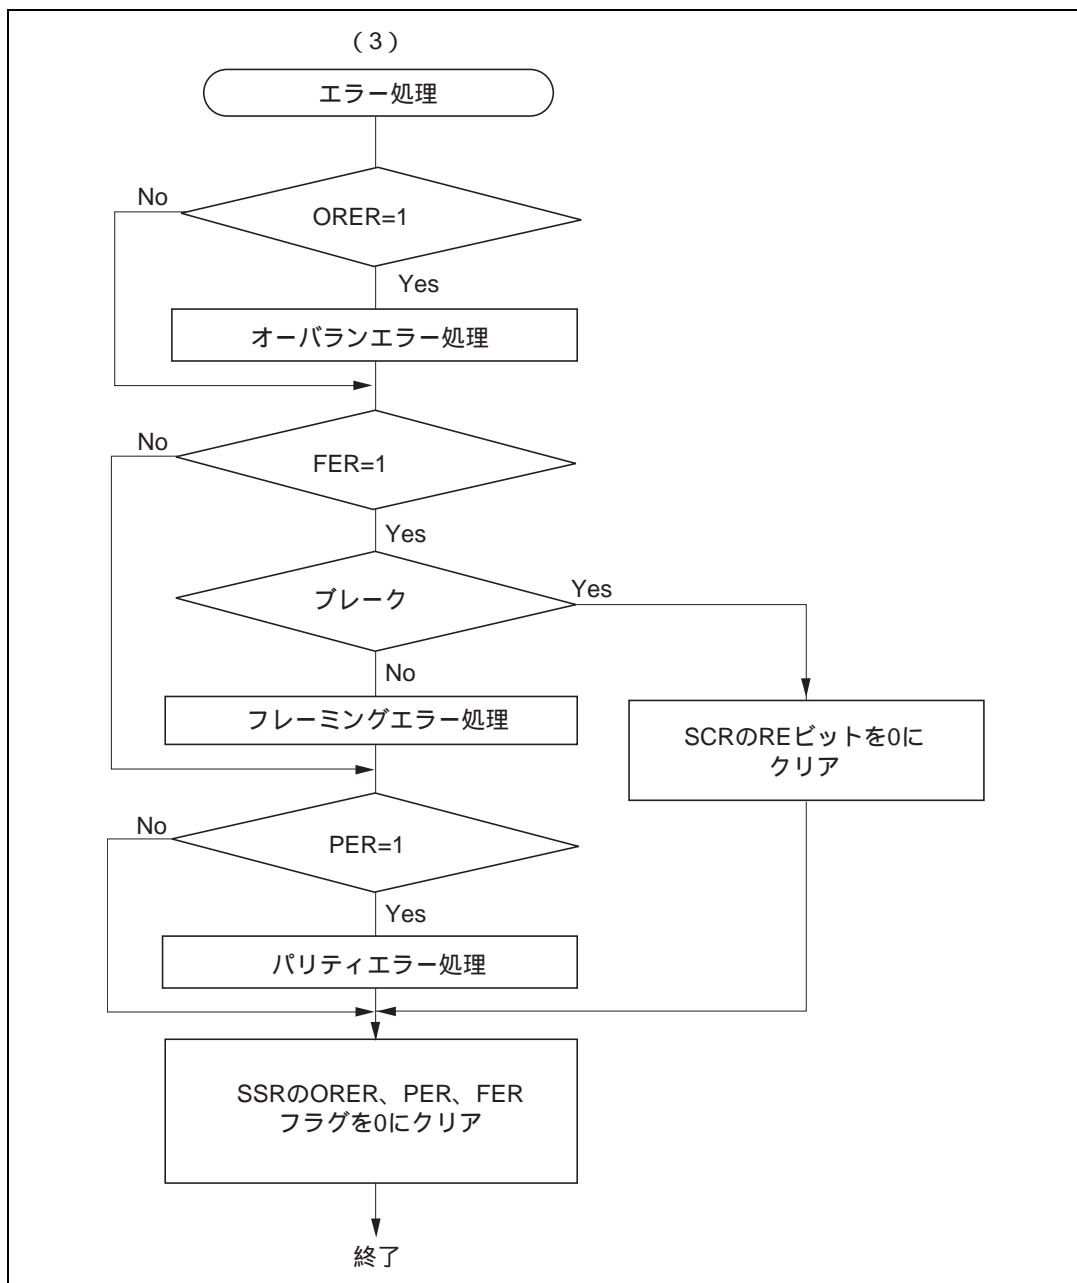 (3)
エラー処理
No
ORER=1
Yes
オーバランエラー処理
No
FER=1
Yes
ブレーク
Yes
No
フレーミングエラー処理
SCRのREビットを0に
クリア
No
PER=1
Yes
パリティエラー処理
SSRのORER、PER、FER
フラグを0にクリア
終了